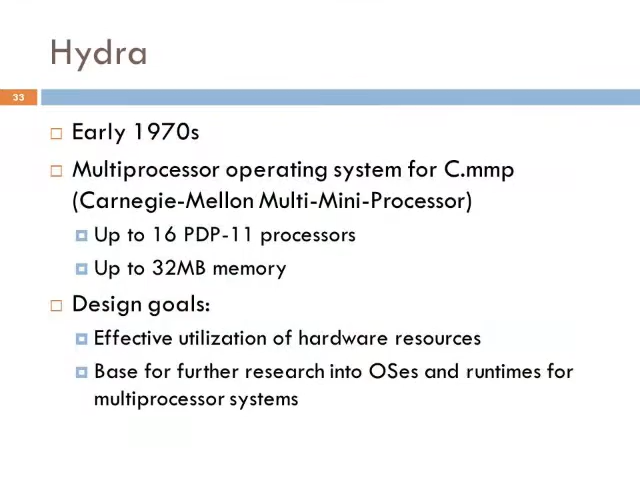 Hydra
33
Early 1970s
Multiprocessor operating system for C.mmp
(Carnegie-Mellon Multi-Mini-Processor)
Up to 16 PDP-11 processors
Up to 32MB memory
Design goals:
Effective utilization of hardware resources
Base for further research into OSes and runtimes for
multiprocessor systems